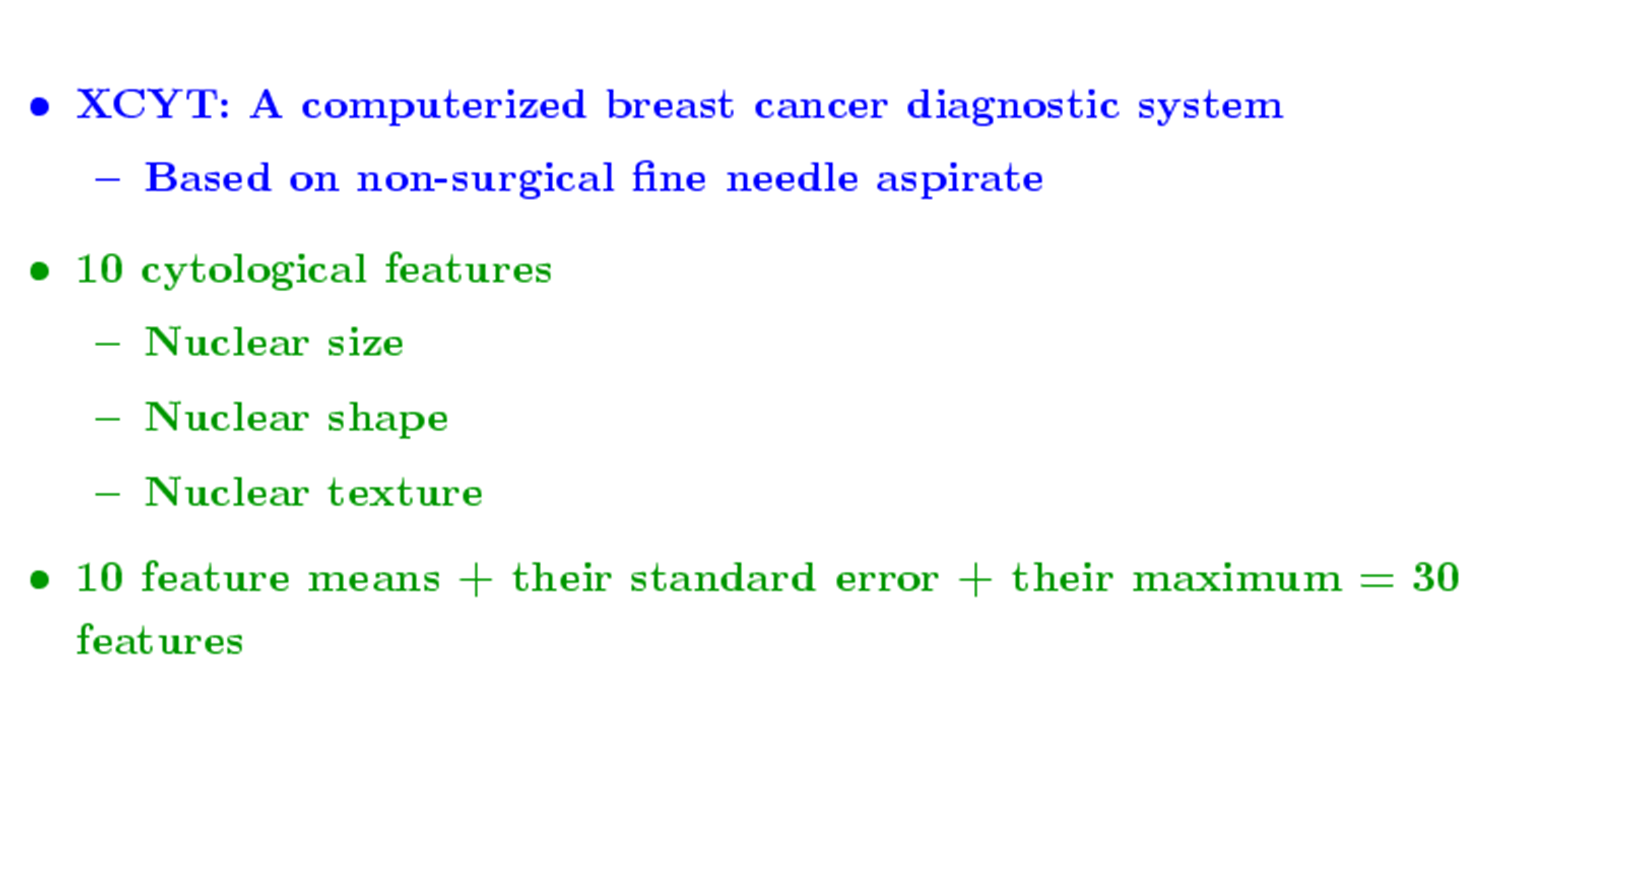 • XCYT: A computerized breast cancer diagnostic system
– Based on non-surgical fine needle aspirate
• 10 cytological features
– Nuclear size
– Nuclear shape
– Nuclear texture
• 10 feature means + their standard error + their maximum = 30
features